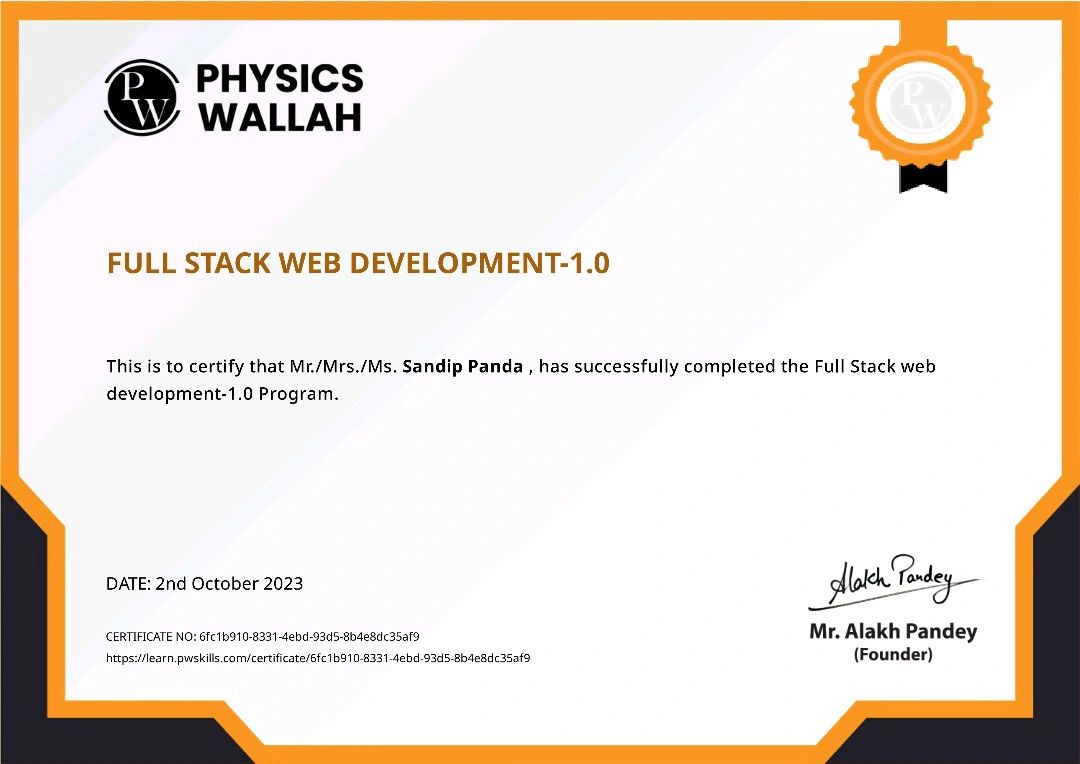 PW PHYSICS
WALLAH
PW
FULL STACK WEB DEVELOPMENT-1.0
This is to certify that Mr./Mrs./Ms. Sandip Panda , has successfully completed the Full Stack web
development-1.0 Program.
DATE: 2nd October 2023
CERTIFICATE NO: 6fc1b910-8331-4ebd-93d5-8b4e8dc35af9
https://learn.pwskills.com/certificate/6fc1b910-8331-4ebd-93d5-8b4e8dc35af9
Alakh Pandey
Mr. Alakh Pandey
(Founder)